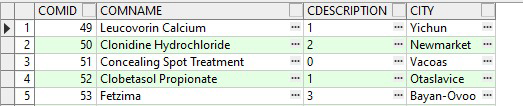 COMID COMNAME CDESCRIPTION CITY
1 49 Leucovorin Calcium ... 1 ... Yichun ...
2 50 Clonidine Hydrochloride ... 2 ... Newmarket ...
3 51 Concealing Spot Treatment ... 0 ... Vacoas ...
4 52 Clobetasol Propionate ... 1 ... Otaslavice ...
5 53 Fetzima ... 3 ... Bayan-Ovoo ...